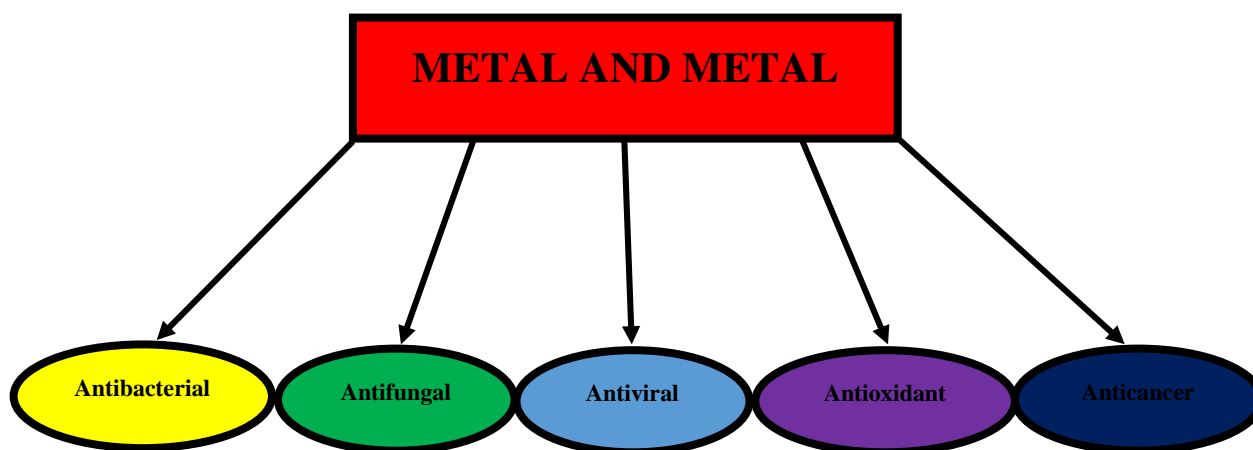 METAL AND METAL
Antibacterial
Antifungal
Antiviral
Antioxidant
Anticancer